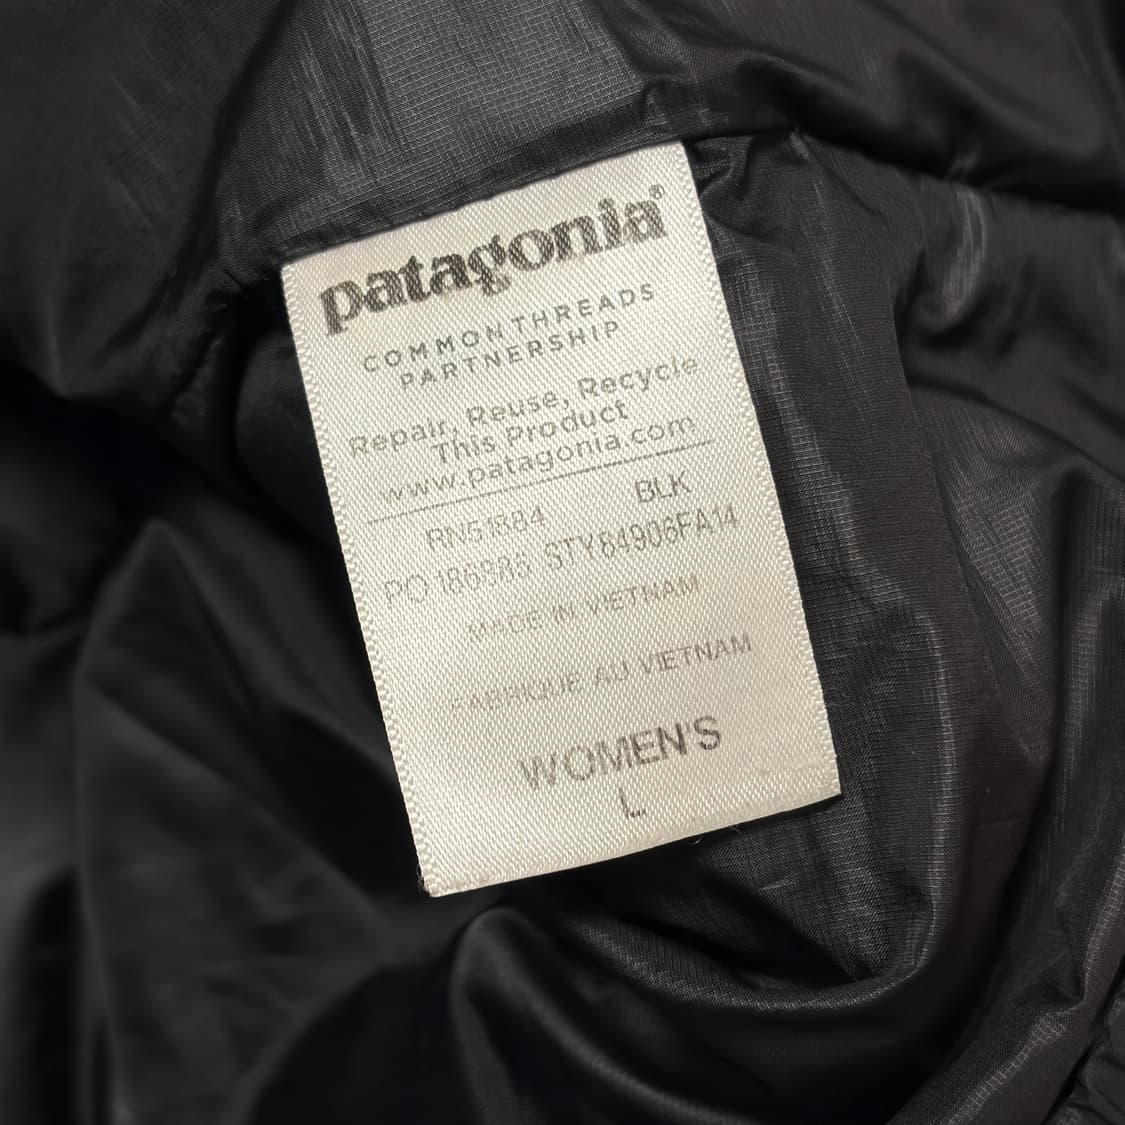 patagonia®
COMMON THREADS
PARTNERSHIP
Repair, Reuse, Recycle
This Product
www.patagonia.com
RN51884 BLK
PO 186985 STY84906FA14
MADE IN VIETNAM
FABRIQUE AU VIETNAM
WOMEN'S
L